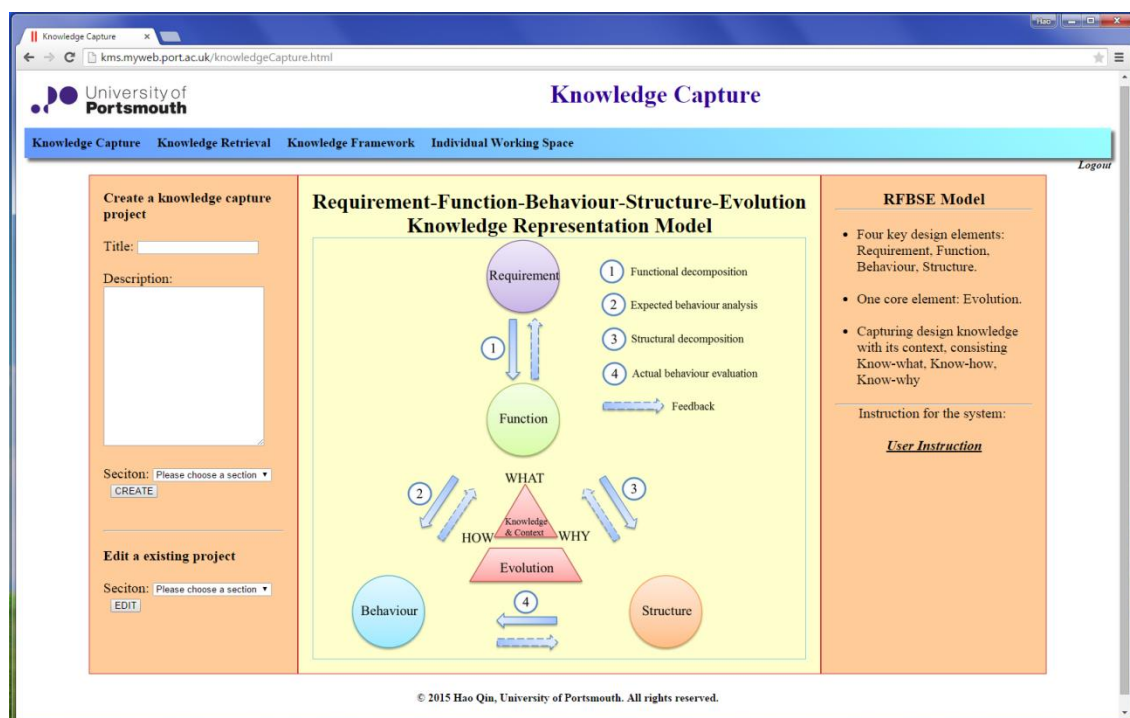 Hao
Knowledge Capture
kms.myweb.port.ac.uk/knowledgeCapture.html
University of
Portsmouth
Knowledge Capture
Knowledge Capture Knowledge Retrieval Knowledge Framework Individual Working Space
Logout
Create a knowledge capture
project
Title:
Description:
Seciton: Please choose a section
CREATE
Edit a existing project
Seciton: Please choose a section
EDIT
Requirement-Function-Behaviour-Structure-Evolution
Knowledge Representation Model
Requirement
1 Functional decomposition
2 Expected behaviour analysis
3 Structural decomposition
4 Actual behaviour evaluation
Feedback
1
Function
WHAT
2
3
Knowledge
& Context
HOW
WHY
Evolution
Behaviour
4
Structure
RFBSE Model
• Four key design elements:
Requirement, Function,
Behaviour, Structure.
• One core element: Evolution.
• Capturing design knowledge
with its context, consisting
Know-what, Know-how,
Know-why
Instruction for the system:
User Instruction
© 2015 Hao Qin, University of Portsmouth. All rights reserved.